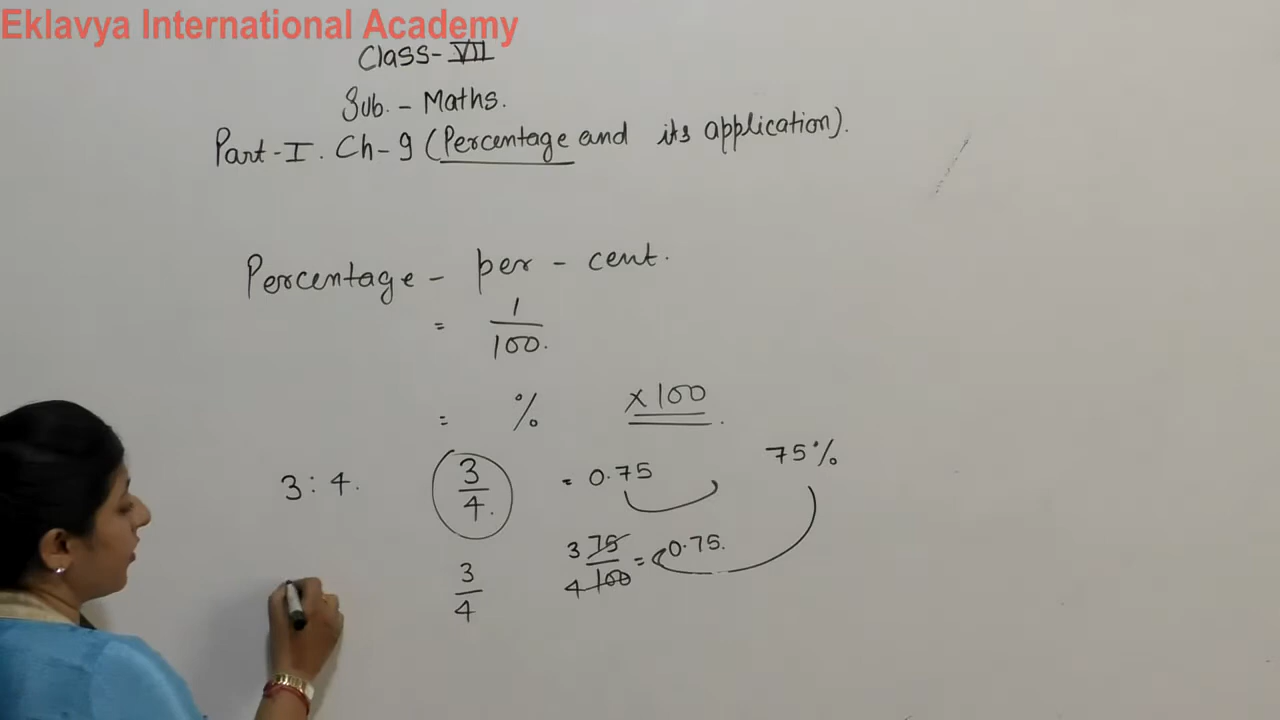 Eklavya International Academy
Class-VII
Sub. - Maths.
Part-I. Ch-9 (Percentage and its application).
Percentage - per - cent.
= 1/100.
= % ×100.
3:4. 3/4. = 0.75 75%
3/4 3 75/4 100 = 0.75.